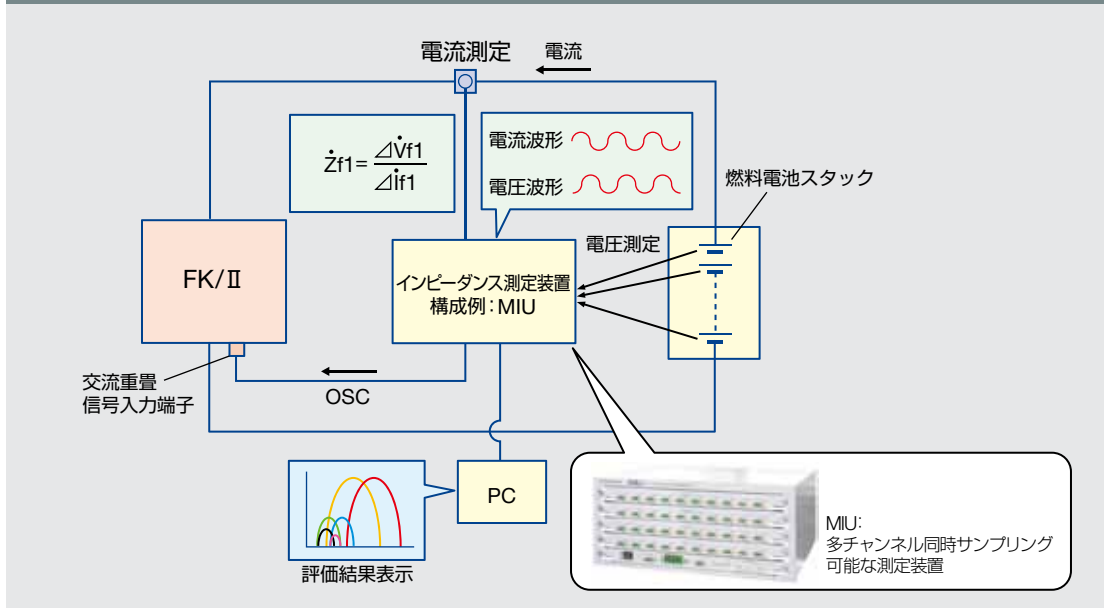 電流測定
電流
Żf1= ⊿V̇f1
⊿İf1
電流波形
電圧波形
燃料電池スタック
電圧測定
FK/Ⅱ
インピーダンス測定装置
構成例：MIU
交流重畳
信号入力端子
OSC
PC
評価結果表示
MIU：
多チャンネル同時サンプリング
可能な測定装置